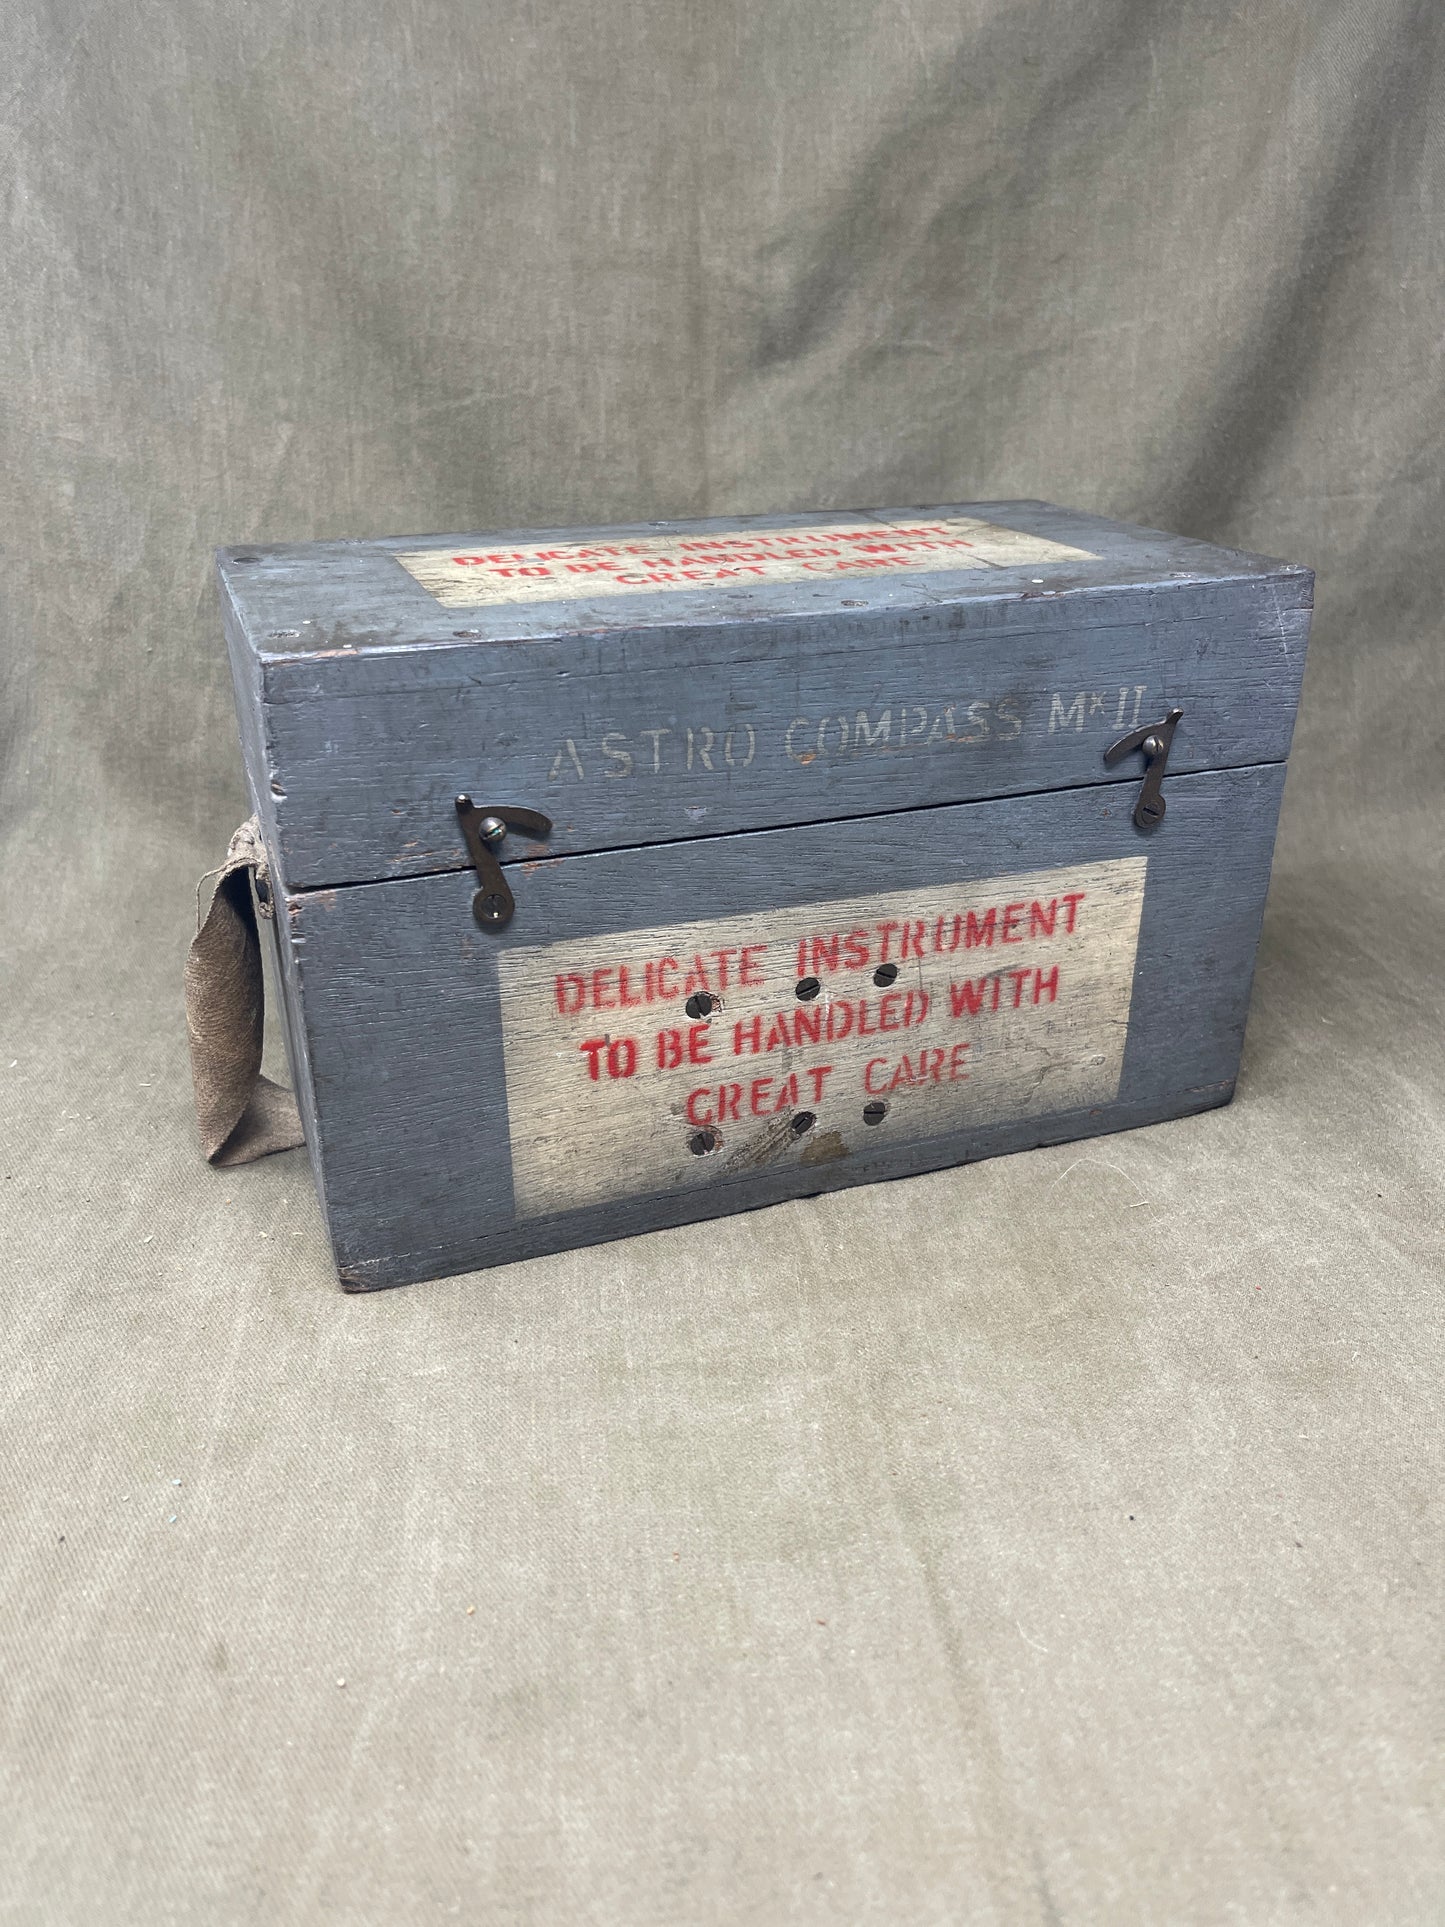 DELICATE INSTRUMENT
TO BE HANDLED WITH
GREAT CARE
ASTRO COMPASS Mᴷ II
DELICATE INSTRUMENT
TO BE HANDLED WITH
GREAT CARE